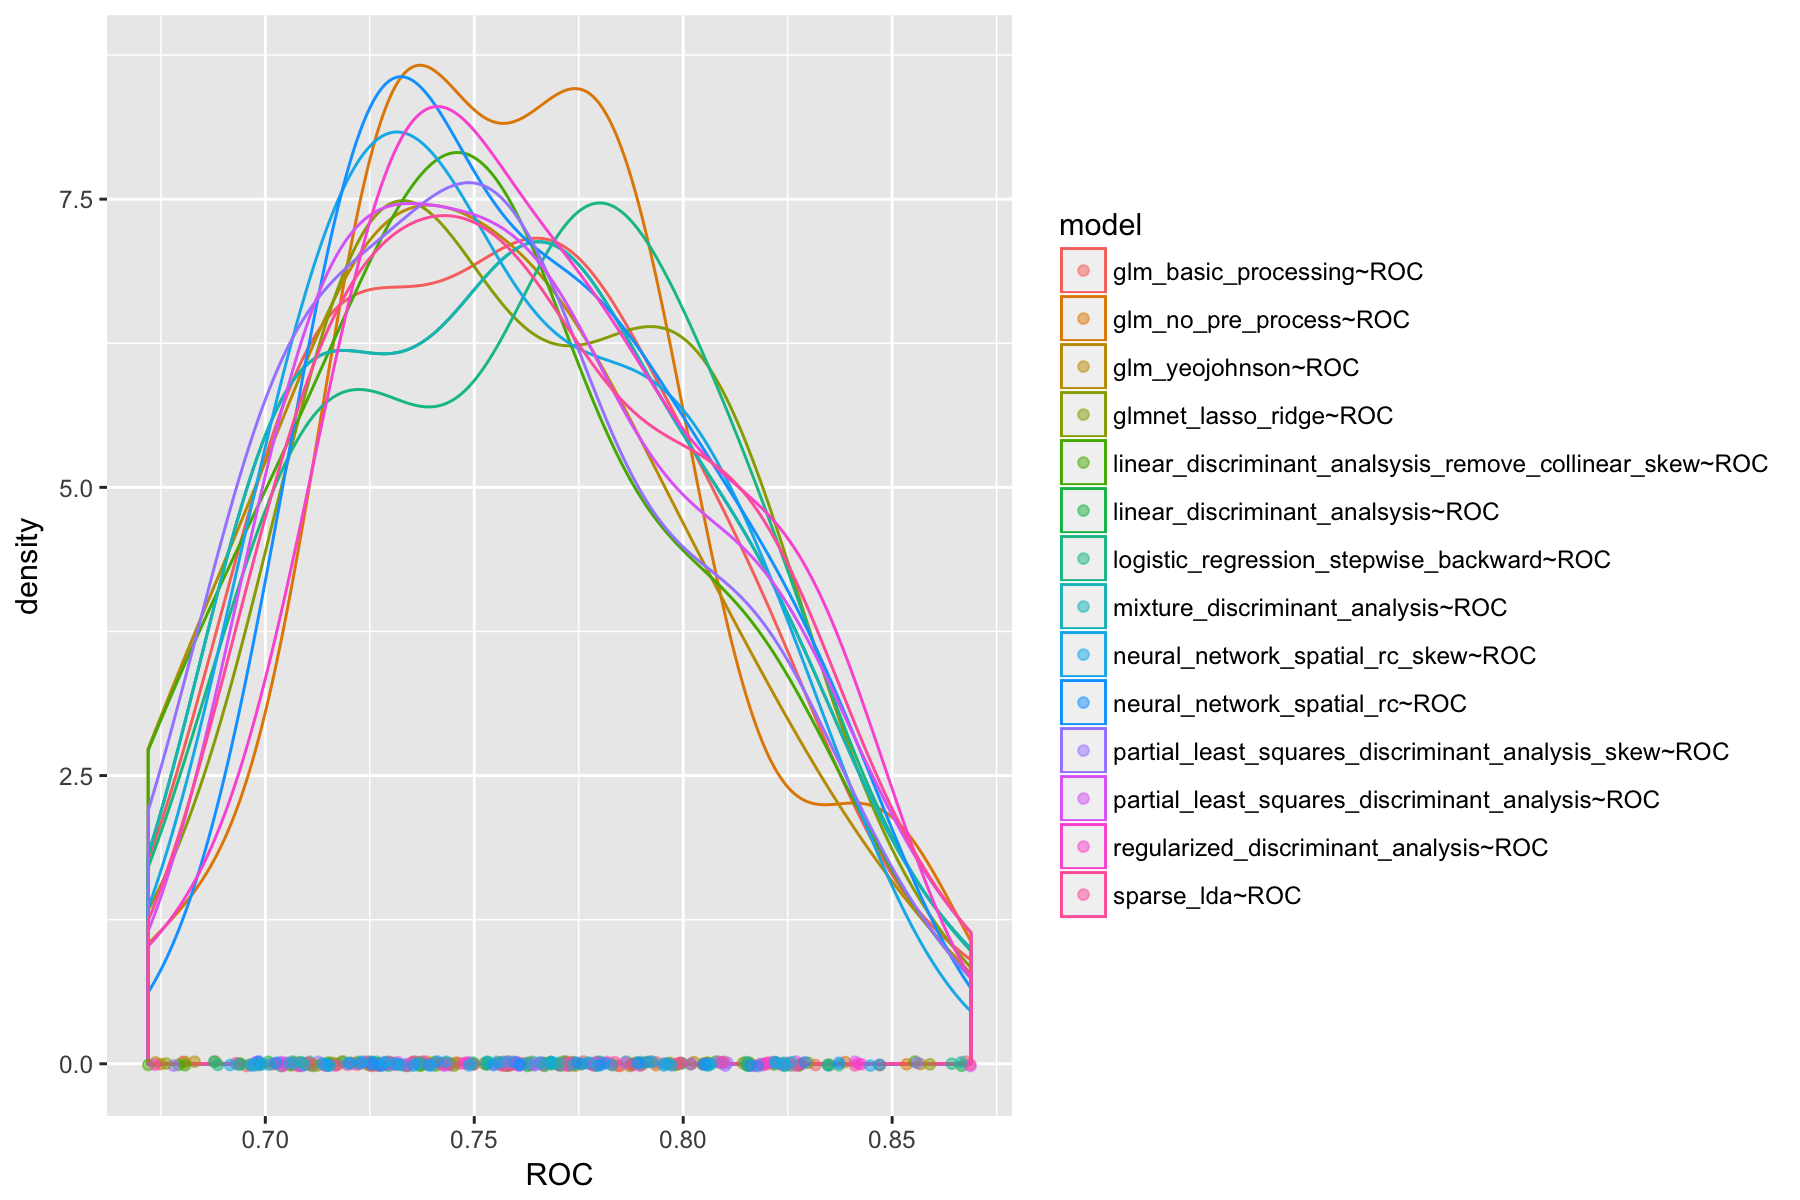 density
7.5
5.0
2.5
0.0
0.70
0.75
0.80
0.85
ROC
model
glm_basic_processing~ROC
glm_no_pre_process~ROC
glm_yeojohnson~ROC
glmnet_lasso_ridge~ROC
linear_discriminant_analsysis_remove_collinear_skew~ROC
linear_discriminant_analsysis~ROC
logistic_regression_stepwise_backward~ROC
mixture_discriminant_analysis~ROC
neural_network_spatial_rc_skew~ROC
neural_network_spatial_rc~ROC
partial_least_squares_discriminant_analysis_skew~ROC
partial_least_squares_discriminant_analysis~ROC
regularized_discriminant_analysis~ROC
sparse_lda~ROC